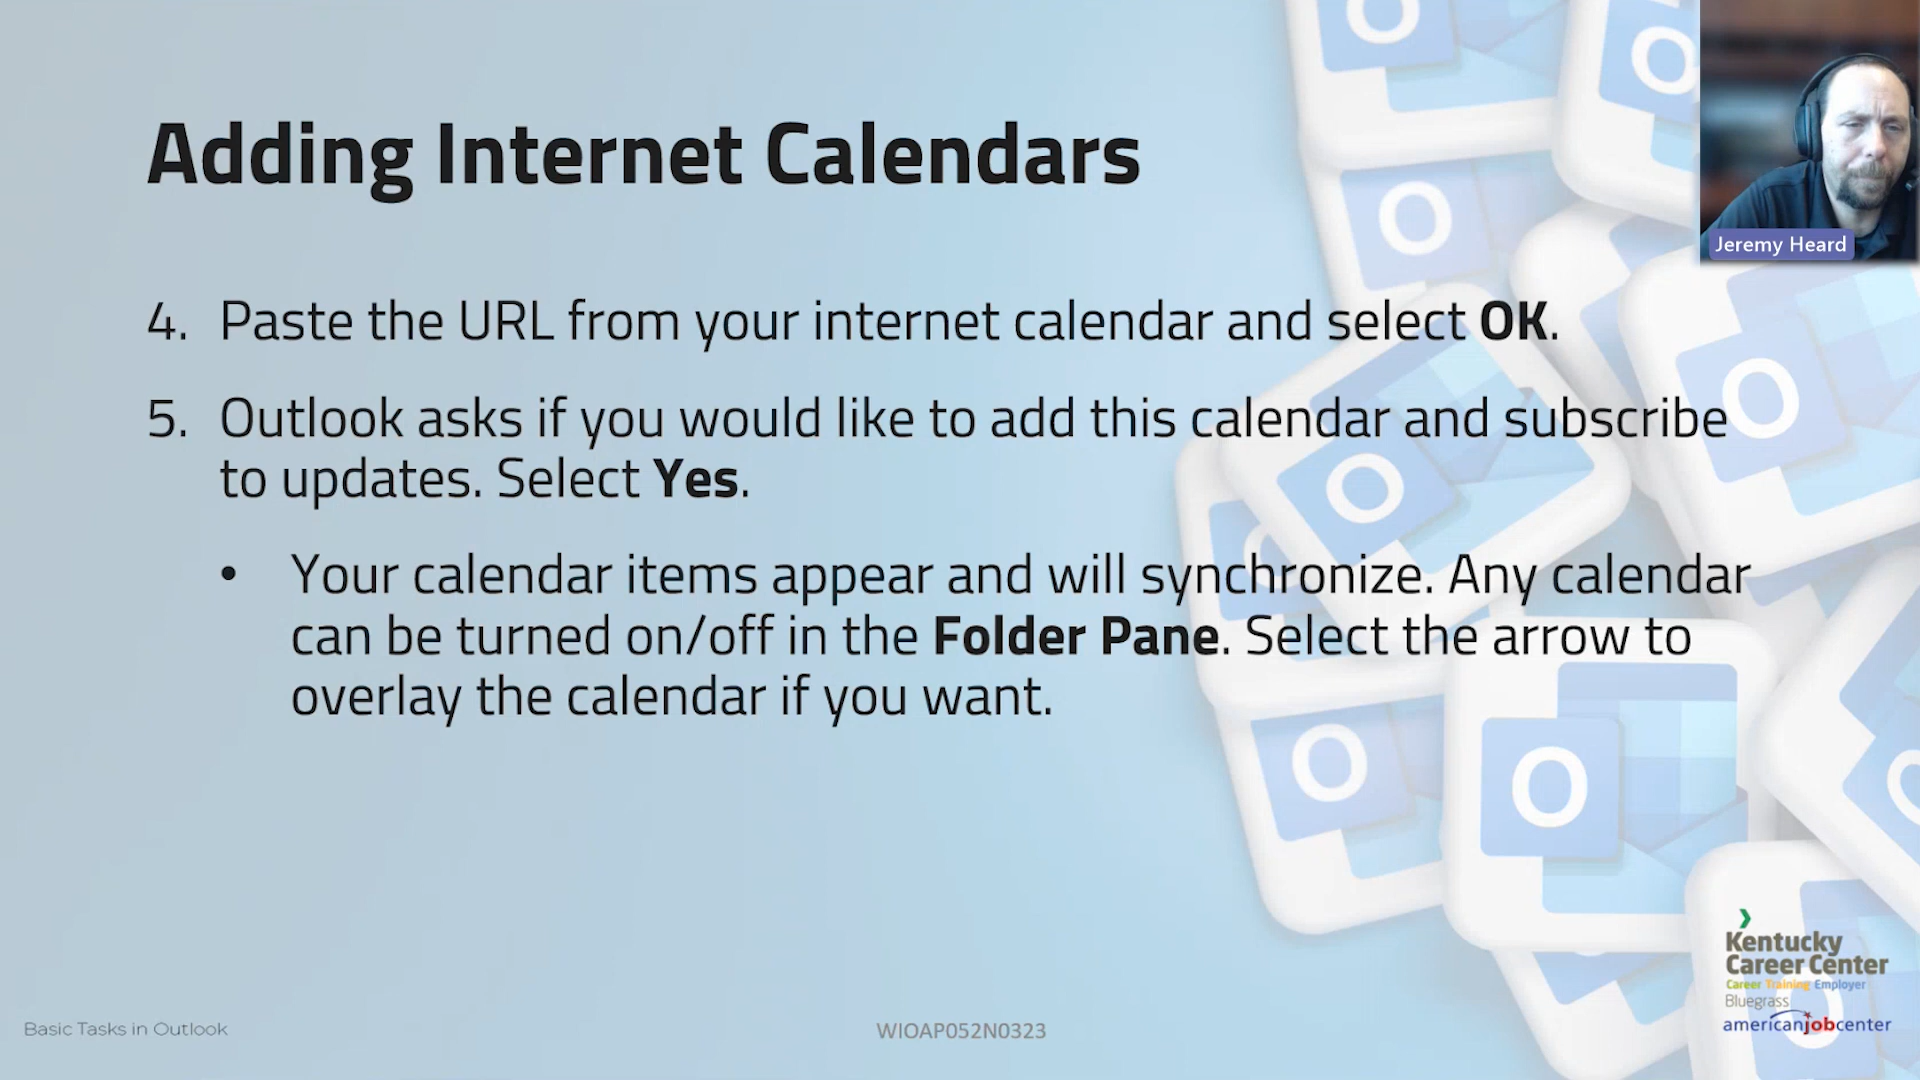 Adding Internet Calendars
Jeremy Heard
4. Paste the URL from your internet calendar and select OK.
5. Outlook asks if you would like to add this calendar and subscribe
to updates. Select Yes.
• Your calendar items appear and will synchronize. Any calendar
can be turned on/off in the Folder Pane. Select the arrow to
overlay the calendar if you want.
Kentucky
Career Center
Career Training Employer
Bluegrass
americanjobcenter
Basic Tasks in Outlook
WIOAP052N0323